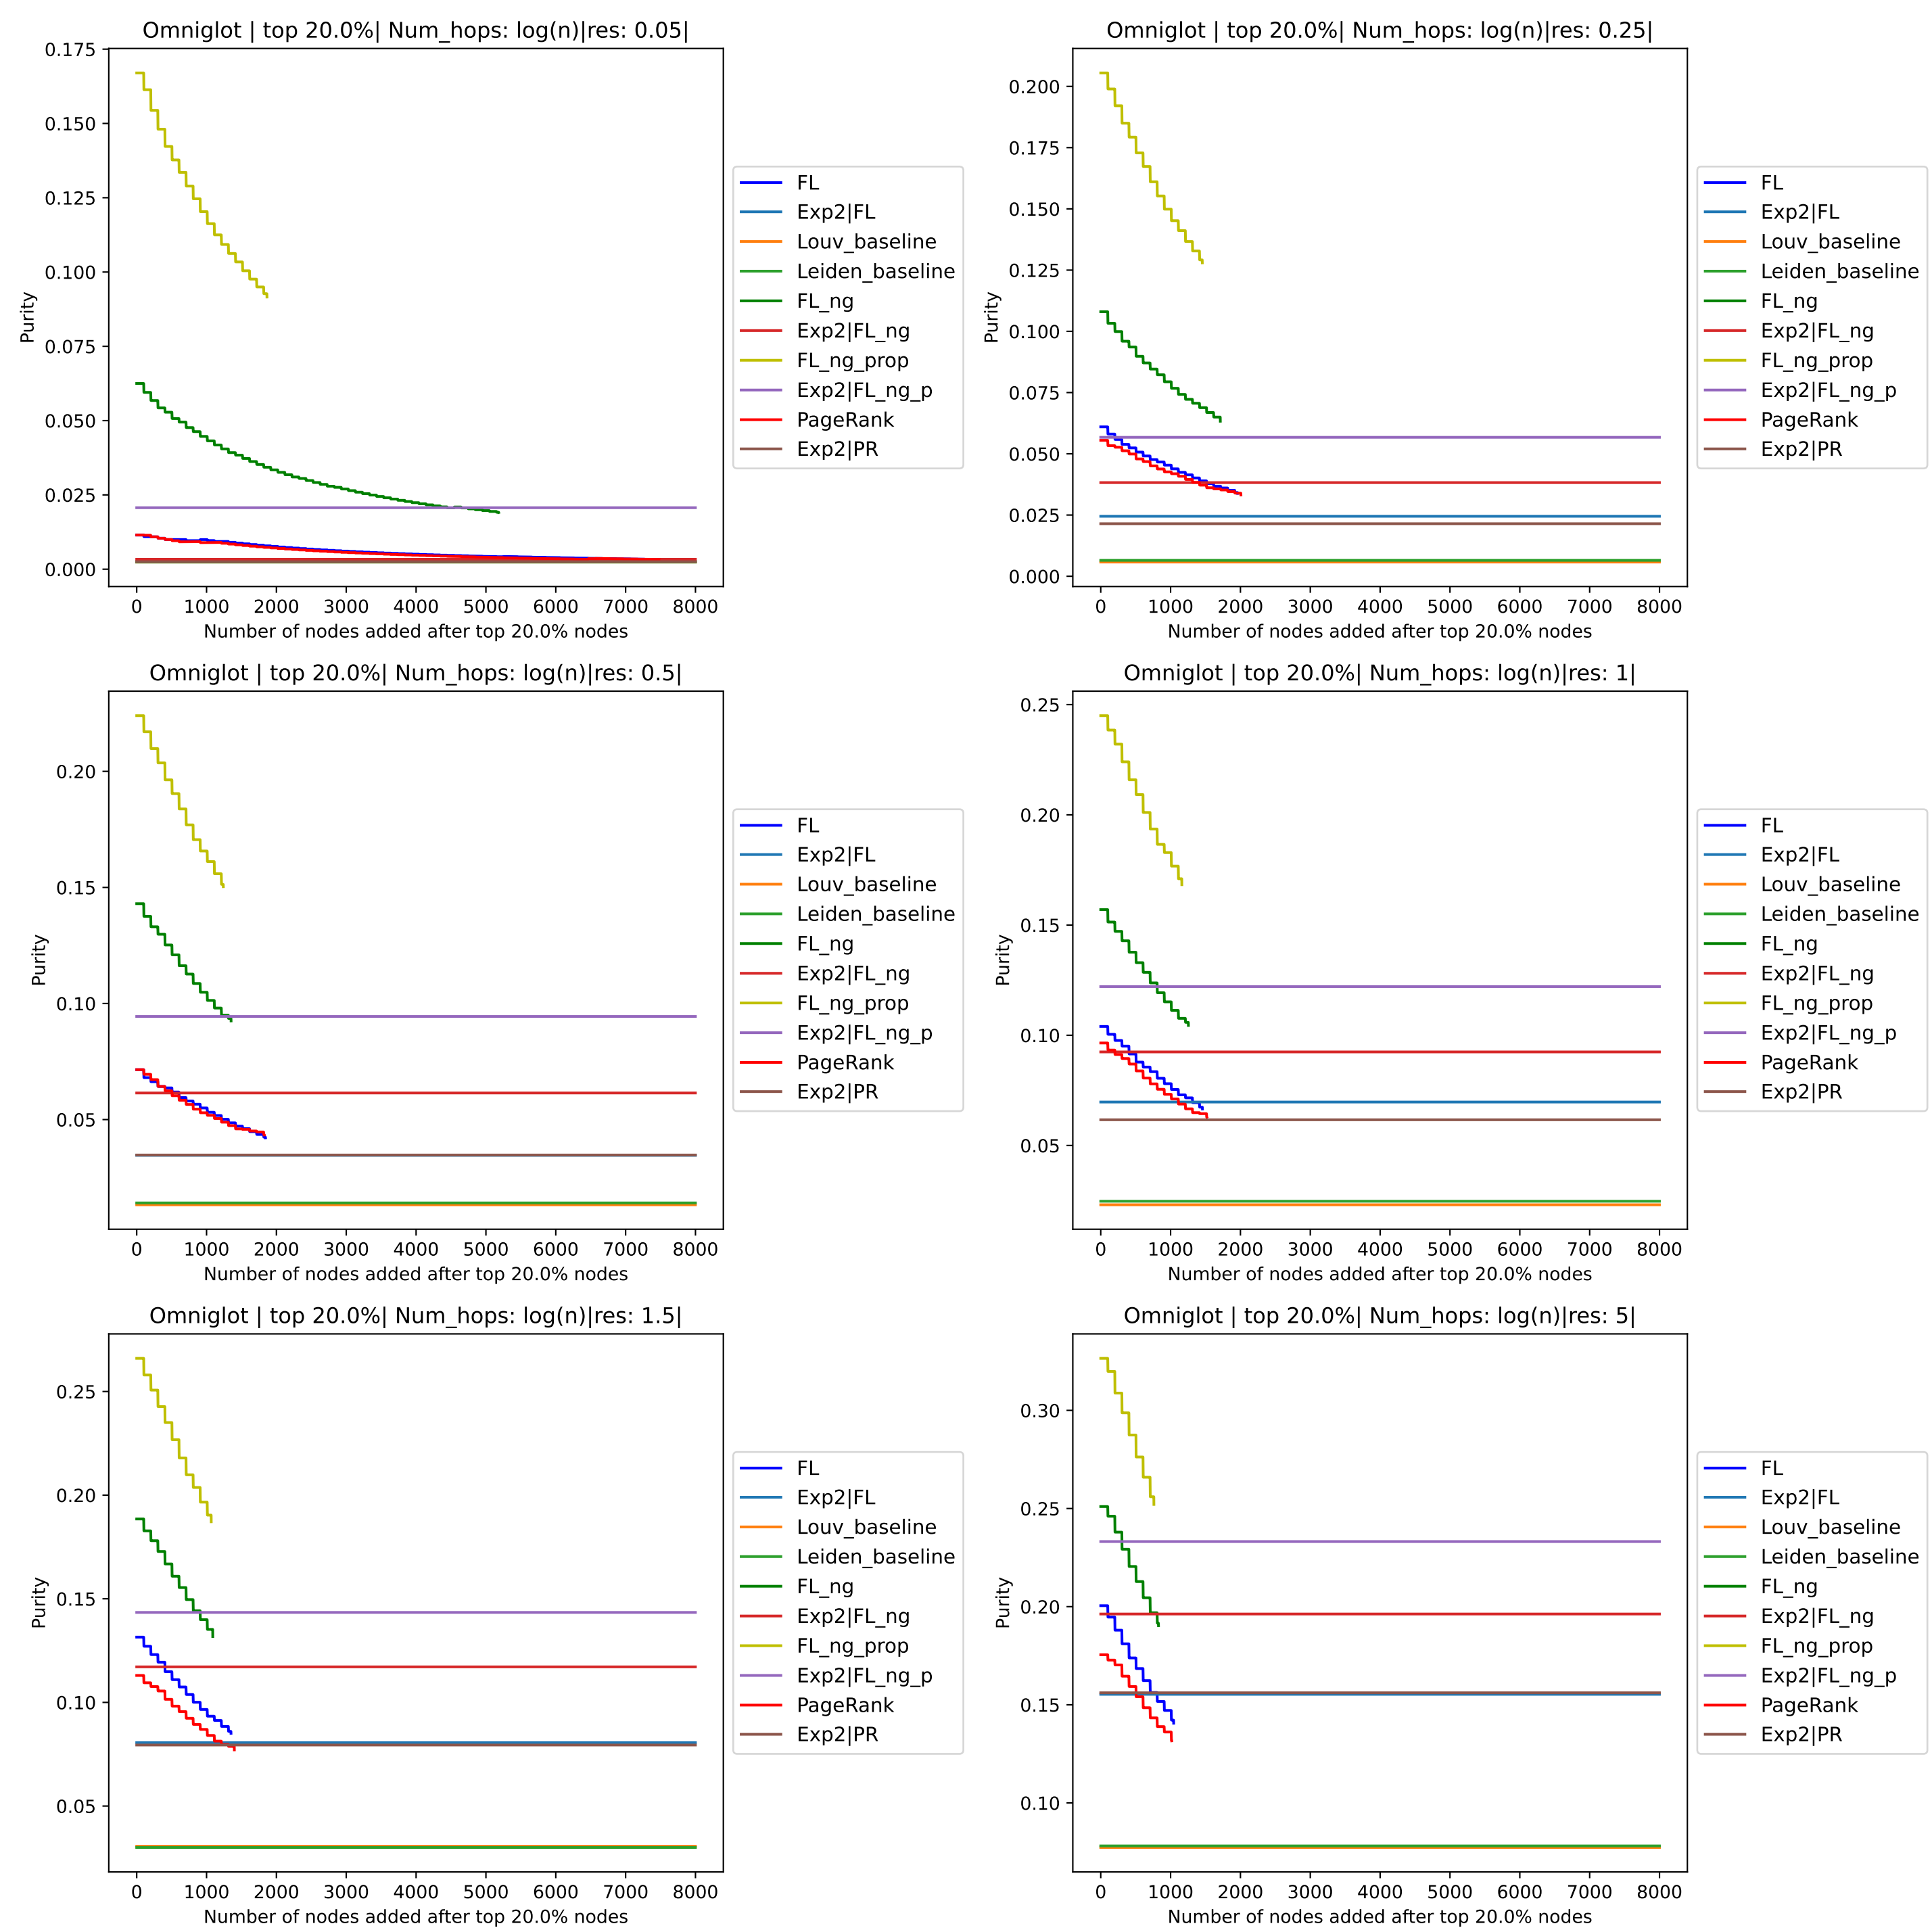 Omniglot | top 20.0%| Num_hops: log(n)|res: 0.05|
0.175
0.150
0.125
0.100
0.075
0.050
0.025
0.000
Purity
0 1000 2000 3000 4000 5000 6000 7000 8000
Number of nodes added after top 20.0% nodes
FL
Exp2|FL
Louv_baseline
Leiden_baseline
FL_ng
Exp2|FL_ng
FL_ng_prop
Exp2|FL_ng_p
PageRank
Exp2|PR
Omniglot | top 20.0%| Num_hops: log(n)|res: 0.25|
0.200
0.175
0.150
0.125
0.100
0.075
0.050
0.025
0.000
Purity
0 1000 2000 3000 4000 5000 6000 7000 8000
Number of nodes added after top 20.0% nodes
FL
Exp2|FL
Louv_baseline
Leiden_baseline
FL_ng
Exp2|FL_ng
FL_ng_prop
Exp2|FL_ng_p
PageRank
Exp2|PR
Omniglot | top 20.0%| Num_hops: log(n)|res: 0.5|
0.20
0.15
0.10
0.05
Purity
0 1000 2000 3000 4000 5000 6000 7000 8000
Number of nodes added after top 20.0% nodes
FL
Exp2|FL
Louv_baseline
Leiden_baseline
FL_ng
Exp2|FL_ng
FL_ng_prop
Exp2|FL_ng_p
PageRank
Exp2|PR
Omniglot | top 20.0%| Num_hops: log(n)|res: 1|
0.25
0.20
0.15
0.10
0.05
Purity
0 1000 2000 3000 4000 5000 6000 7000 8000
Number of nodes added after top 20.0% nodes
FL
Exp2|FL
Louv_baseline
Leiden_baseline
FL_ng
Exp2|FL_ng
FL_ng_prop
Exp2|FL_ng_p
PageRank
Exp2|PR
Omniglot | top 20.0%| Num_hops: log(n)|res: 1.5|
0.25
0.20
0.15
0.10
0.05
Purity
0 1000 2000 3000 4000 5000 6000 7000 8000
Number of nodes added after top 20.0% nodes
FL
Exp2|FL
Louv_baseline
Leiden_baseline
FL_ng
Exp2|FL_ng
FL_ng_prop
Exp2|FL_ng_p
PageRank
Exp2|PR
Omniglot | top 20.0%| Num_hops: log(n)|res: 5|
0.30
0.25
0.20
0.15
0.10
Purity
0 1000 2000 3000 4000 5000 6000 7000 8000
Number of nodes added after top 20.0% nodes
FL
Exp2|FL
Louv_baseline
Leiden_baseline
FL_ng
Exp2|FL_ng
FL_ng_prop
Exp2|FL_ng_p
PageRank
Exp2|PR